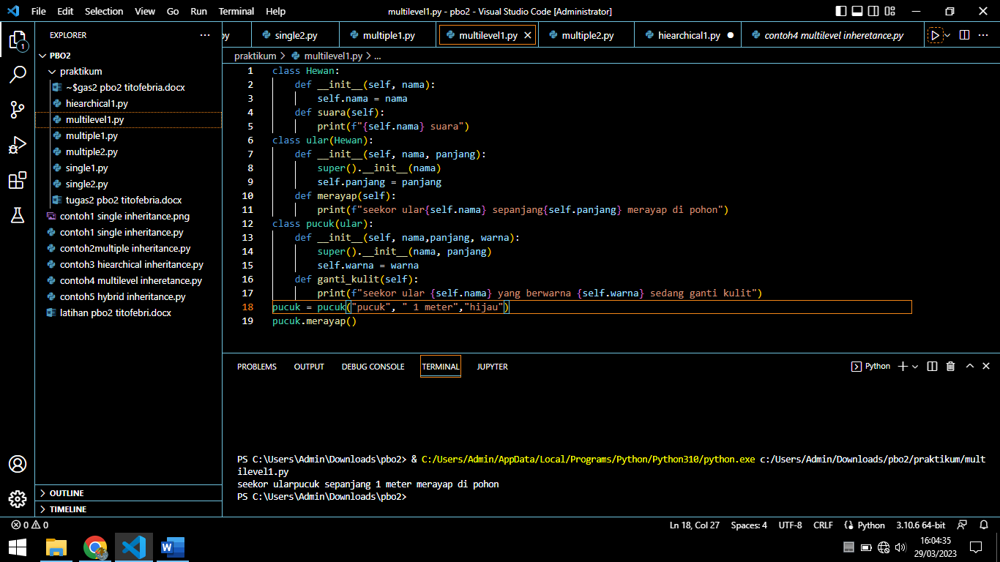 File Edit Selection View Go Run Terminal Help
multilevel1.py - pbo2 - Visual Studio Code [Administrator]
EXPLORER
1
PBO2
praktikum
~$gas2 pbo2 titofebria.docx
hiearchical1.py
multilevel1.py
multiple1.py
multiple2.py
single1.py
single2.py
tugas2 pbo2 titofebria.docx
contoh1 single inheritance.png
contoh1 single inheritance.py
contoh2multiple inheritance.py
contoh3 hiearchical inheritance.py
contoh4 multilevel inheretance.py
contoh5 hybrid inheritance.py
latihan pbo2 titofebri.docx
OUTLINE
TIMELINE
py single2.py multiple1.py multilevel1.py multiple2.py hiearchical1.py contoh4 multilevel inheretance.py
praktikum > multilevel1.py > ...
1 class Hewan:
2 def __init__(self, nama):
3 self.nama = nama
4 def suara(self):
5 print(f"{self.nama} suara")
6 class ular(Hewan):
7 def __init__(self, nama, panjang):
8 super().__init__(nama)
9 self.panjang = panjang
10 def merayap(self):
11 print(f"seekor ular{self.nama} sepanjang{self.panjang} merayap di pohon")
12 class pucuk(ular):
13 def __init__(self, nama,panjang, warna):
14 super().__init__(nama, panjang)
15 self.warna = warna
16 def ganti_kulit(self):
17 print(f"seekor ular {self.nama} yang berwarna {self.warna} sedang ganti kulit")
18 pucuk = pucuk("pucuk", " 1 meter","hijau")
19 pucuk.merayap()
PROBLEMS OUTPUT DEBUG CONSOLE TERMINAL JUPYTER
Python
PS C:\Users\Admin\Downloads\pbo2> & C:/Users/Admin/AppData/Local/Programs/Python/Python310/python.exe c:/Users/Admin/Downloads/pbo2/praktikum/mult
ilevel1.py
seekor ularpucuk sepanjang 1 meter merayap di pohon
PS C:\Users\Admin\Downloads\pbo2>
0 0 Ln 18, Col 27 Spaces: 4 UTF-8 CRLF Python 3.10.6 64-bit
16:04:35
29/03/2023